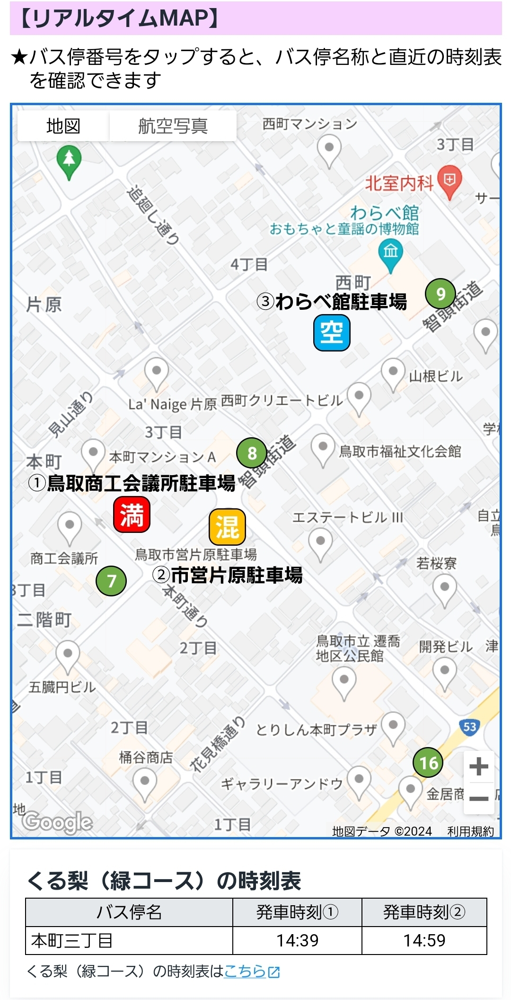 【リアルタイムMAP】
★バス停番号をタップすると、バス停名称と直近の時刻表
を確認できます
地図
航空写真
西町マンション
3丁目
北室内科
サー
追廻し通り
わらべ館
おもちゃと童謡の博物館
4丁目
西町
片原
③わらべ館駐車場
9
智頭街道
空
山根ビル
La' Naige 片原
西町クリエートビル
見山通り
3丁目
学校
8
智頭街道
鳥取市福祉文化会館
本町
本町マンション A
①鳥取商工会議所駐車場
満
混
エステートビル III
自立
鳥
商工会議所
鳥取市営片原駐車場
若桜寮
7
②市営片原駐車場
3丁目
本町通り
二階町
2丁目
鳥取市立 遷喬
地区公民館
開発ビル
津
五臓円ビル
道
53
2丁目
花見橋通り
とりしん本町プラザ
桶谷商店
16
+
1丁目
ギャラリーアンドウ
金居商店
−
地
Google
1丁目
地図データ ©2024
利用規約
くる梨（緑コース）の時刻表
バス停名 発車時刻① 発車時刻②
本町三丁目 14:39 14:59
くる梨（緑コース）の時刻表はこちら